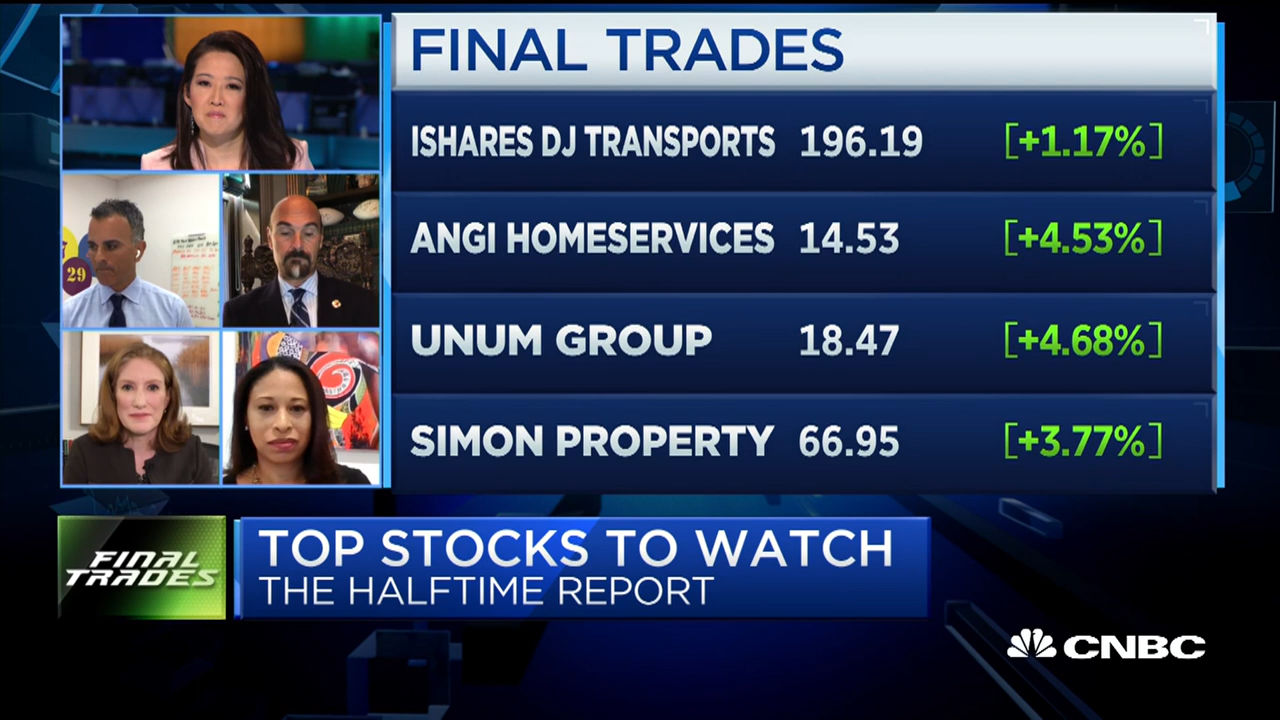 FINAL TRADES
ISHARES DJ TRANSPORTS 196.19 [+1.17%]
ANGI HOMESERVICES 14.53 [+4.53%]
UNUM GROUP 18.47 [+4.68%]
SIMON PROPERTY 66.95 [+3.77%]
29
FINAL
TRADES
TOP STOCKS TO WATCH
THE HALFTIME REPORT
CNBC